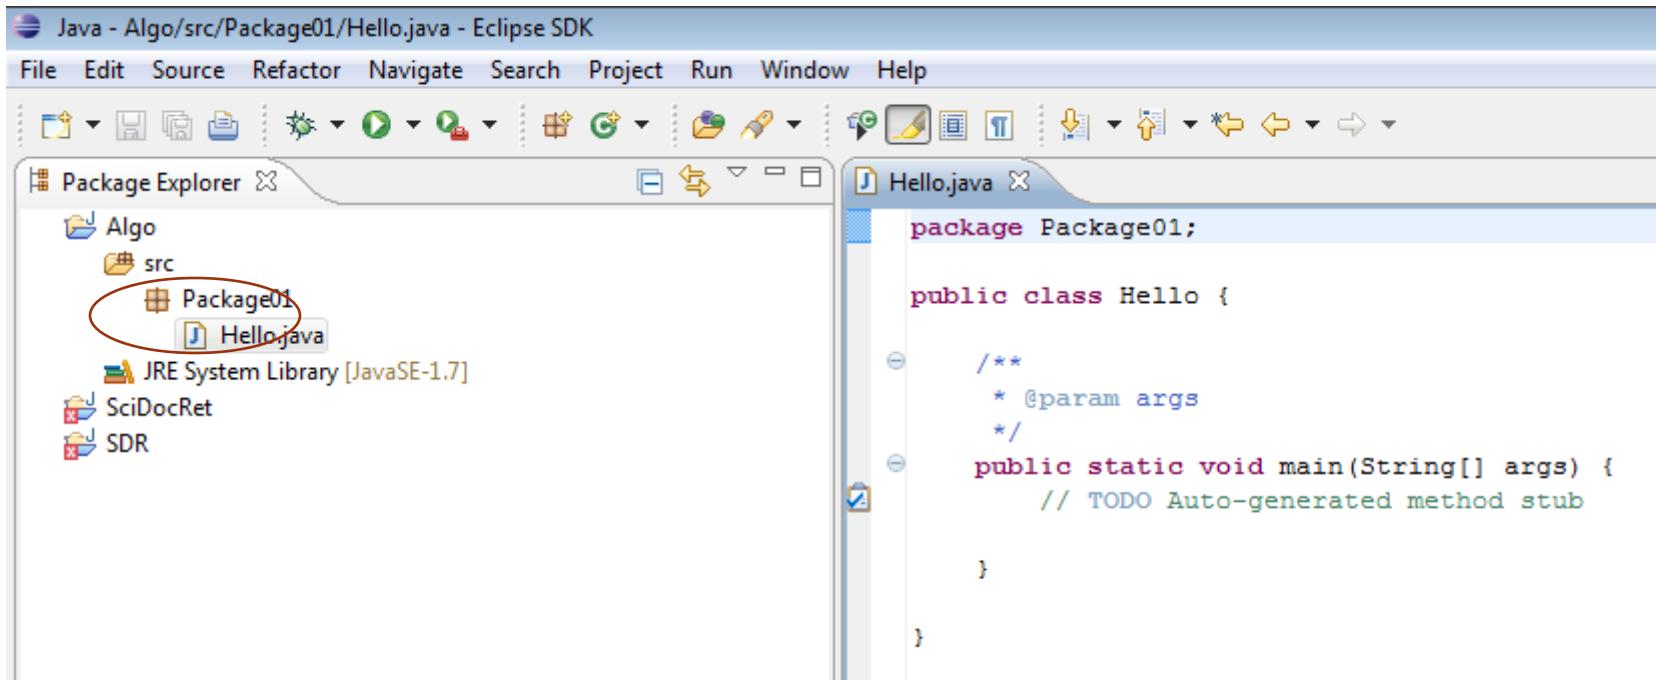 Java - Algo/src/Package01/Hello.java - Eclipse SDK
File Edit Source Refactor Navigate Search Project Run Window Help
Package Explorer
Algo
src
Package01
Hello.java
JRE System Library [JavaSE-1.7]
SciDocRet
SDR
Hello.java
package Package01;
public class Hello {
/**
* @param args
*/
public static void main(String[] args) {
// TODO Auto-generated method stub
}
}